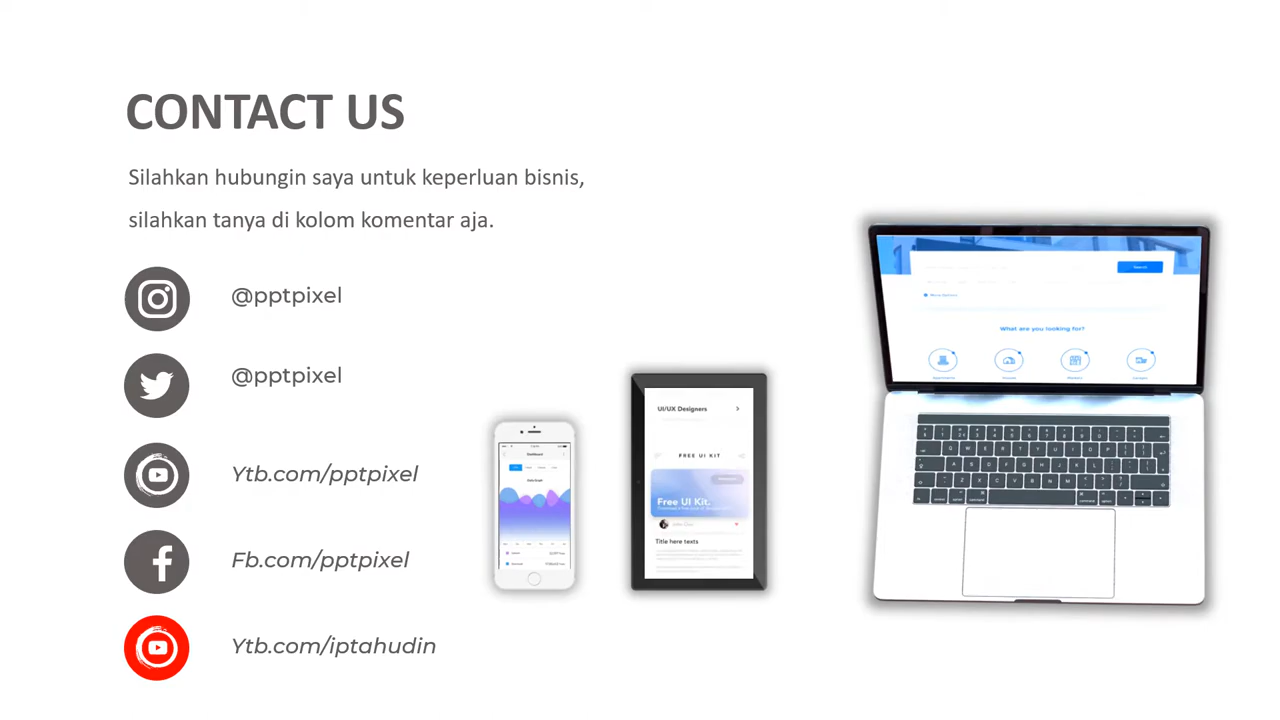 CONTACT US
Silahkan hubungin saya untuk keperluan bisnis,
silahkan tanya di kolom komentar aja.
@pptpixel
@pptpixel
Ytb.com/pptpixel
Fb.com/pptpixel
Ytb.com/iptahudin
Dashboard
UI/UX Designers
FREE UI KIT
Free UI Kit.
Title here texts
What are you looking for?